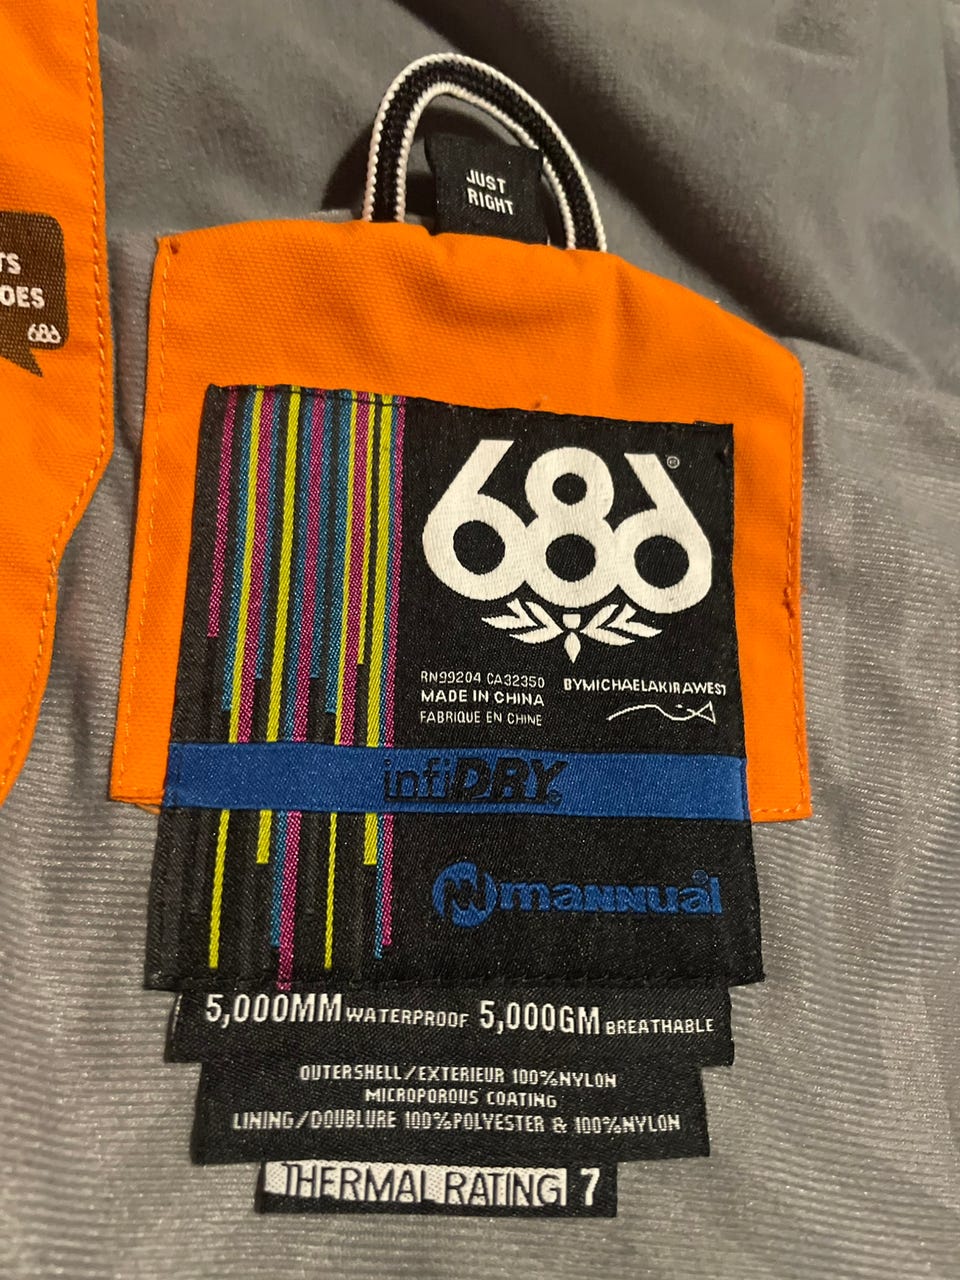 JUST
RIGHT
TS
OES
686
686®
RN99204 CA32350
MADE IN CHINA
FABRIQUE EN CHINE
BYMICHAELAKIRAWEST
infiDRY
mannual
5,000MM WATERPROOF 5,000GM BREATHABLE
OUTERSHELL/EXTERIEUR 100%NYLON
MICROPOROUS COATING
LINING/DOUBLURE 100%POLYESTER & 100%NYLON
THERMAL RATING 7